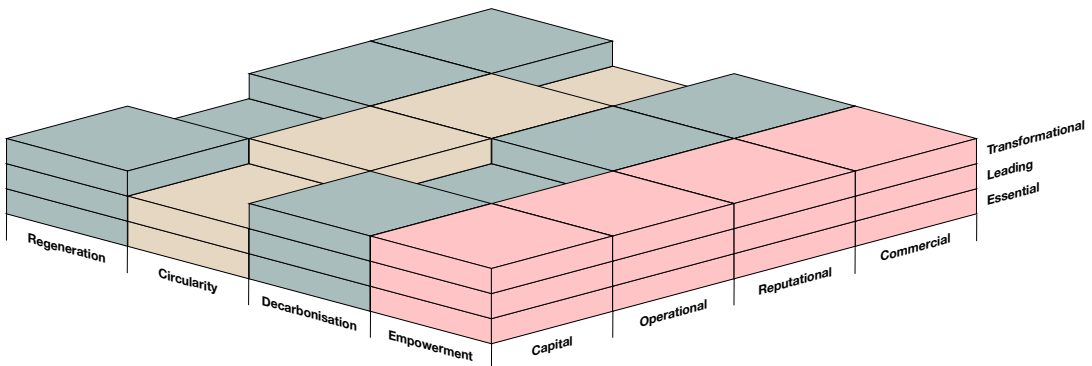 Transformational
Leading
Essential
Regeneration
Circularity
Decarbonisation
Empowerment
Capital
Operational
Reputational
Commercial